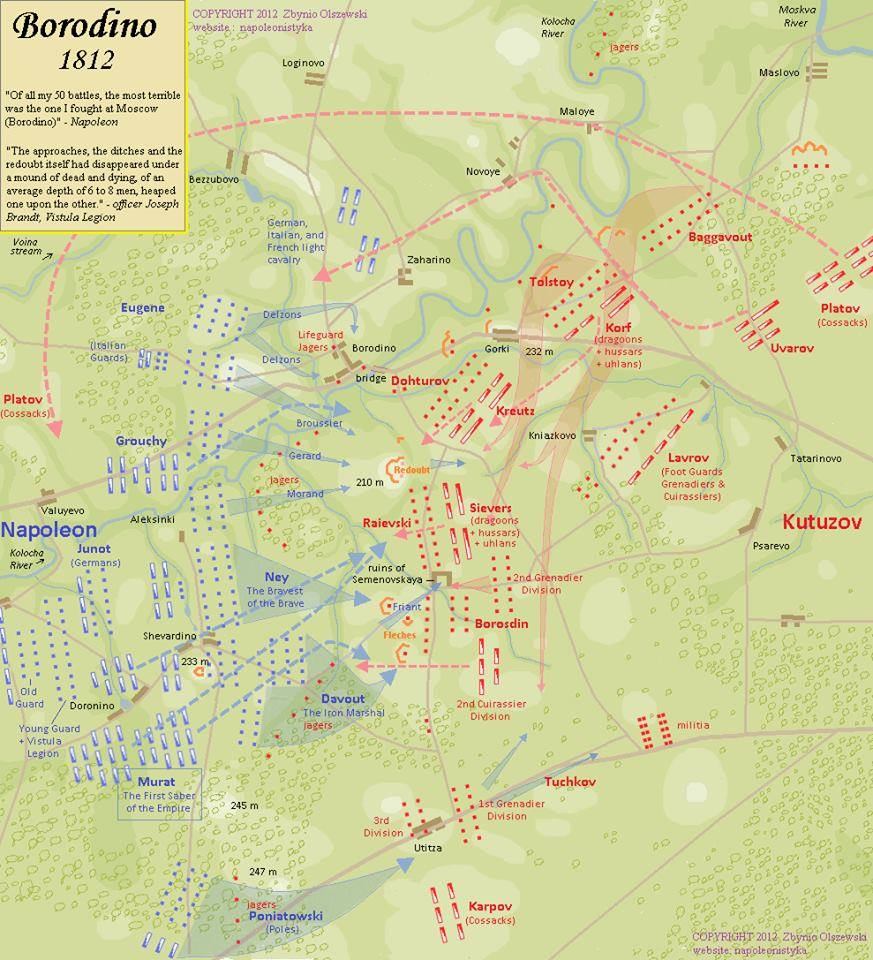 Borodino
1812
"Of all my 50 battles, the most terrible
was the one I fought at Moscow
(Borodino)" - Napoleon
"The approaches, the ditches and the
redoubt itself had disappeared under
a mound of dead and dying, of an
average depth of 6 to 8 men, heaped
one upon the other." - officer Joseph
Brandt, Vistula Legion
COPYRIGHT 2012 Zbynio Olszewski
website : napoleonistyka
Kolocha
River
jagers
Moskva
River
Loginovo
Maslovo
Maloye
Bezzubovo
Novoye
Voina
stream
German,
Italian, and
French light
cavalry
Zaharino
Baggavout
Tolstoy
Platov
(Cossacks)
Eugene
Delzons
(Italian
Guards)
Delzons
Lifeguard
Jagers
Borodino
bridge
Gorki
232 m
Korf
(dragoons
+ hussars
+ uhlans)
Uvarov
Platov
(Cossacks)
Dohturov
Kreutz
Broussier
Kniazkovo
Grouchy
Gerard
Redoubt
Lavrov
(Foot Guards
Grenadiers &
Cuirassiers)
Tatarinovo
jagers
Morand
210 m
Valuyevo
Aleksinki
Napoleon
Raievski
Sievers
(dragoons
+ hussars)
+ uhlans
Kutuzov
Psarevo
Kolocha
River
Junot
(Germans)
Ney
The Bravest
of the Brave
ruins of
Semenovskaya
2nd Grenadier
Division
Friant
Fleches
Borosdin
Shevardino
233 m
Old
Guard
Doronino
Davout
The Iron Marshal
jagers
2nd Cuirassier
Division
militia
Young Guard
+ Vistula
Legion
Murat
The First Saber
of the Empire
Tuchkov
245 m
3rd
Division
1st Grenadier
Division
Utitza
247 m
jagers
Poniatowski
(Poles)
Karpov
(Cossacks)
COPYRIGHT 2012 Zbynio Olszewski
website, napoleonistyka